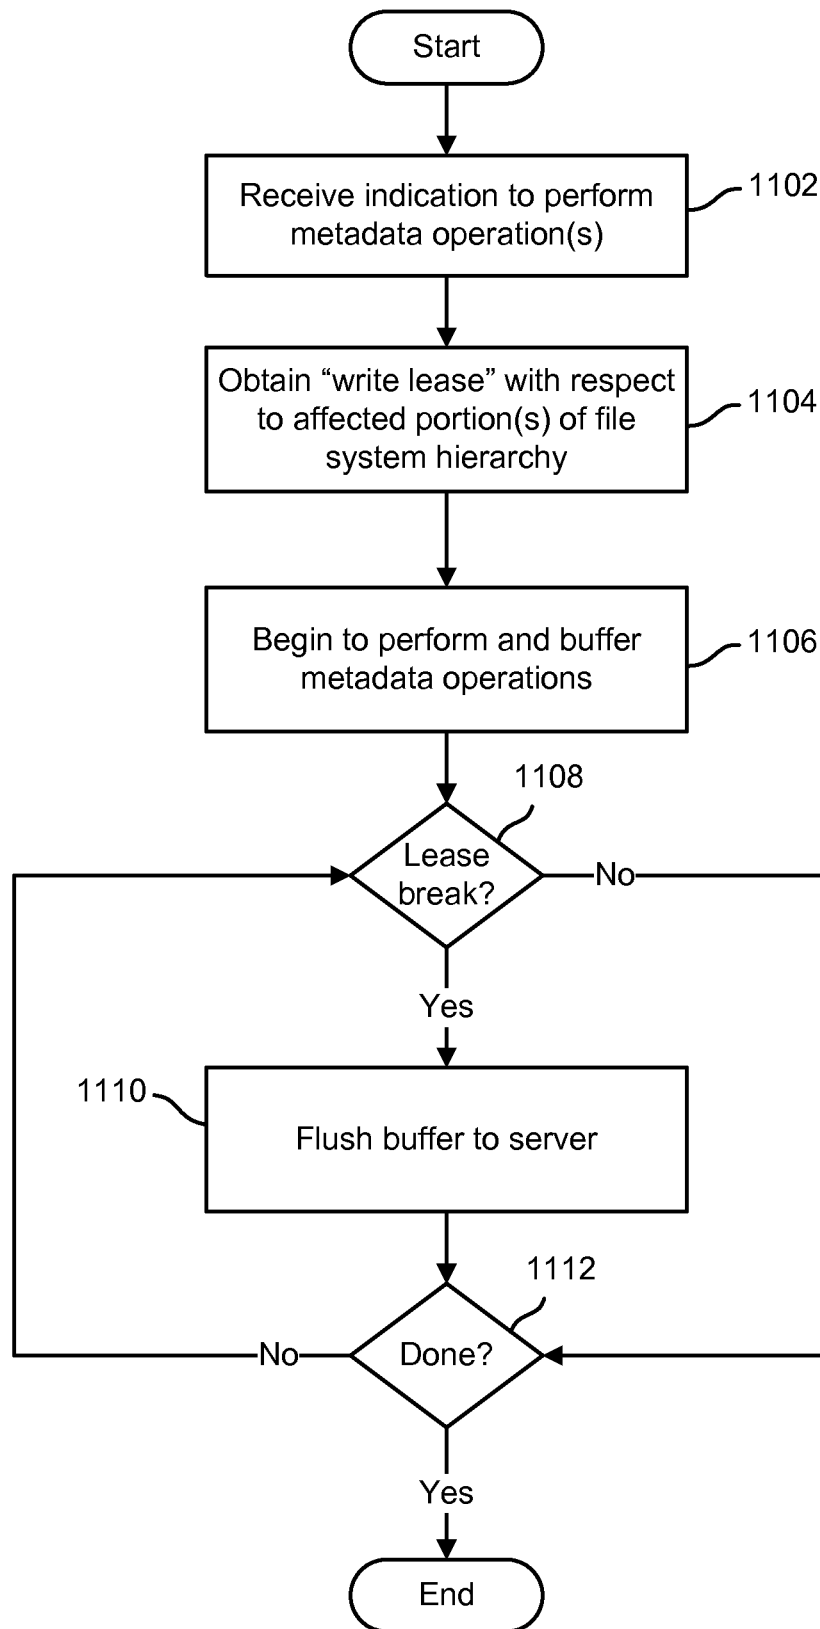 Start
Receive indication to perform
metadata operation(s)
1102
Obtain “write lease” with respect
to affected portion(s) of file
system hierarchy
1104
Begin to perform and buffer
metadata operations
1106
1108
Lease
break?
No
Yes
1110
Flush buffer to server
1112
Done?
No
Yes
End